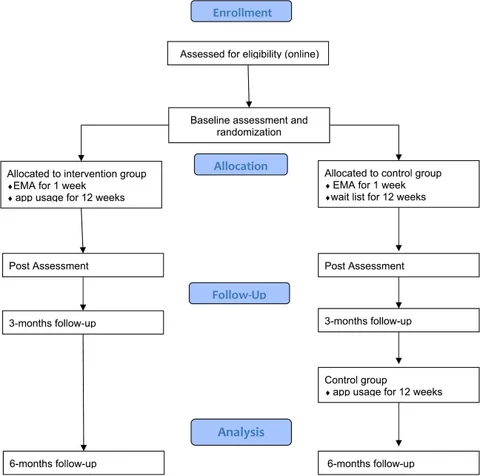 Enrollment
Assessed for eligibility (online)
Baseline assessment and
randomization
Allocation
Allocated to intervention group
♦EMA for 1 week
♦ app usage for 12 weeks
Allocated to control group
♦ EMA for 1 week
♦wait list for 12 weeks
Post Assessment
Post Assessment
Follow-Up
3-months follow-up
3-months follow-up
Control group
♦ app usage for 12 weeks
Analysis
6-months follow-up
6-months follow-up